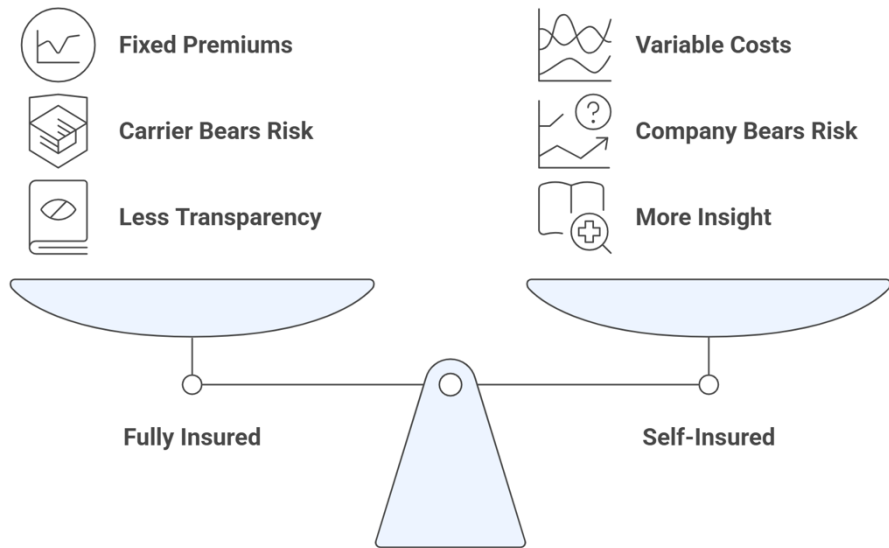 Fixed Premiums
Carrier Bears Risk
Less Transparency
Variable Costs
?
Company Bears Risk
More Insight
Fully Insured
Self-Insured